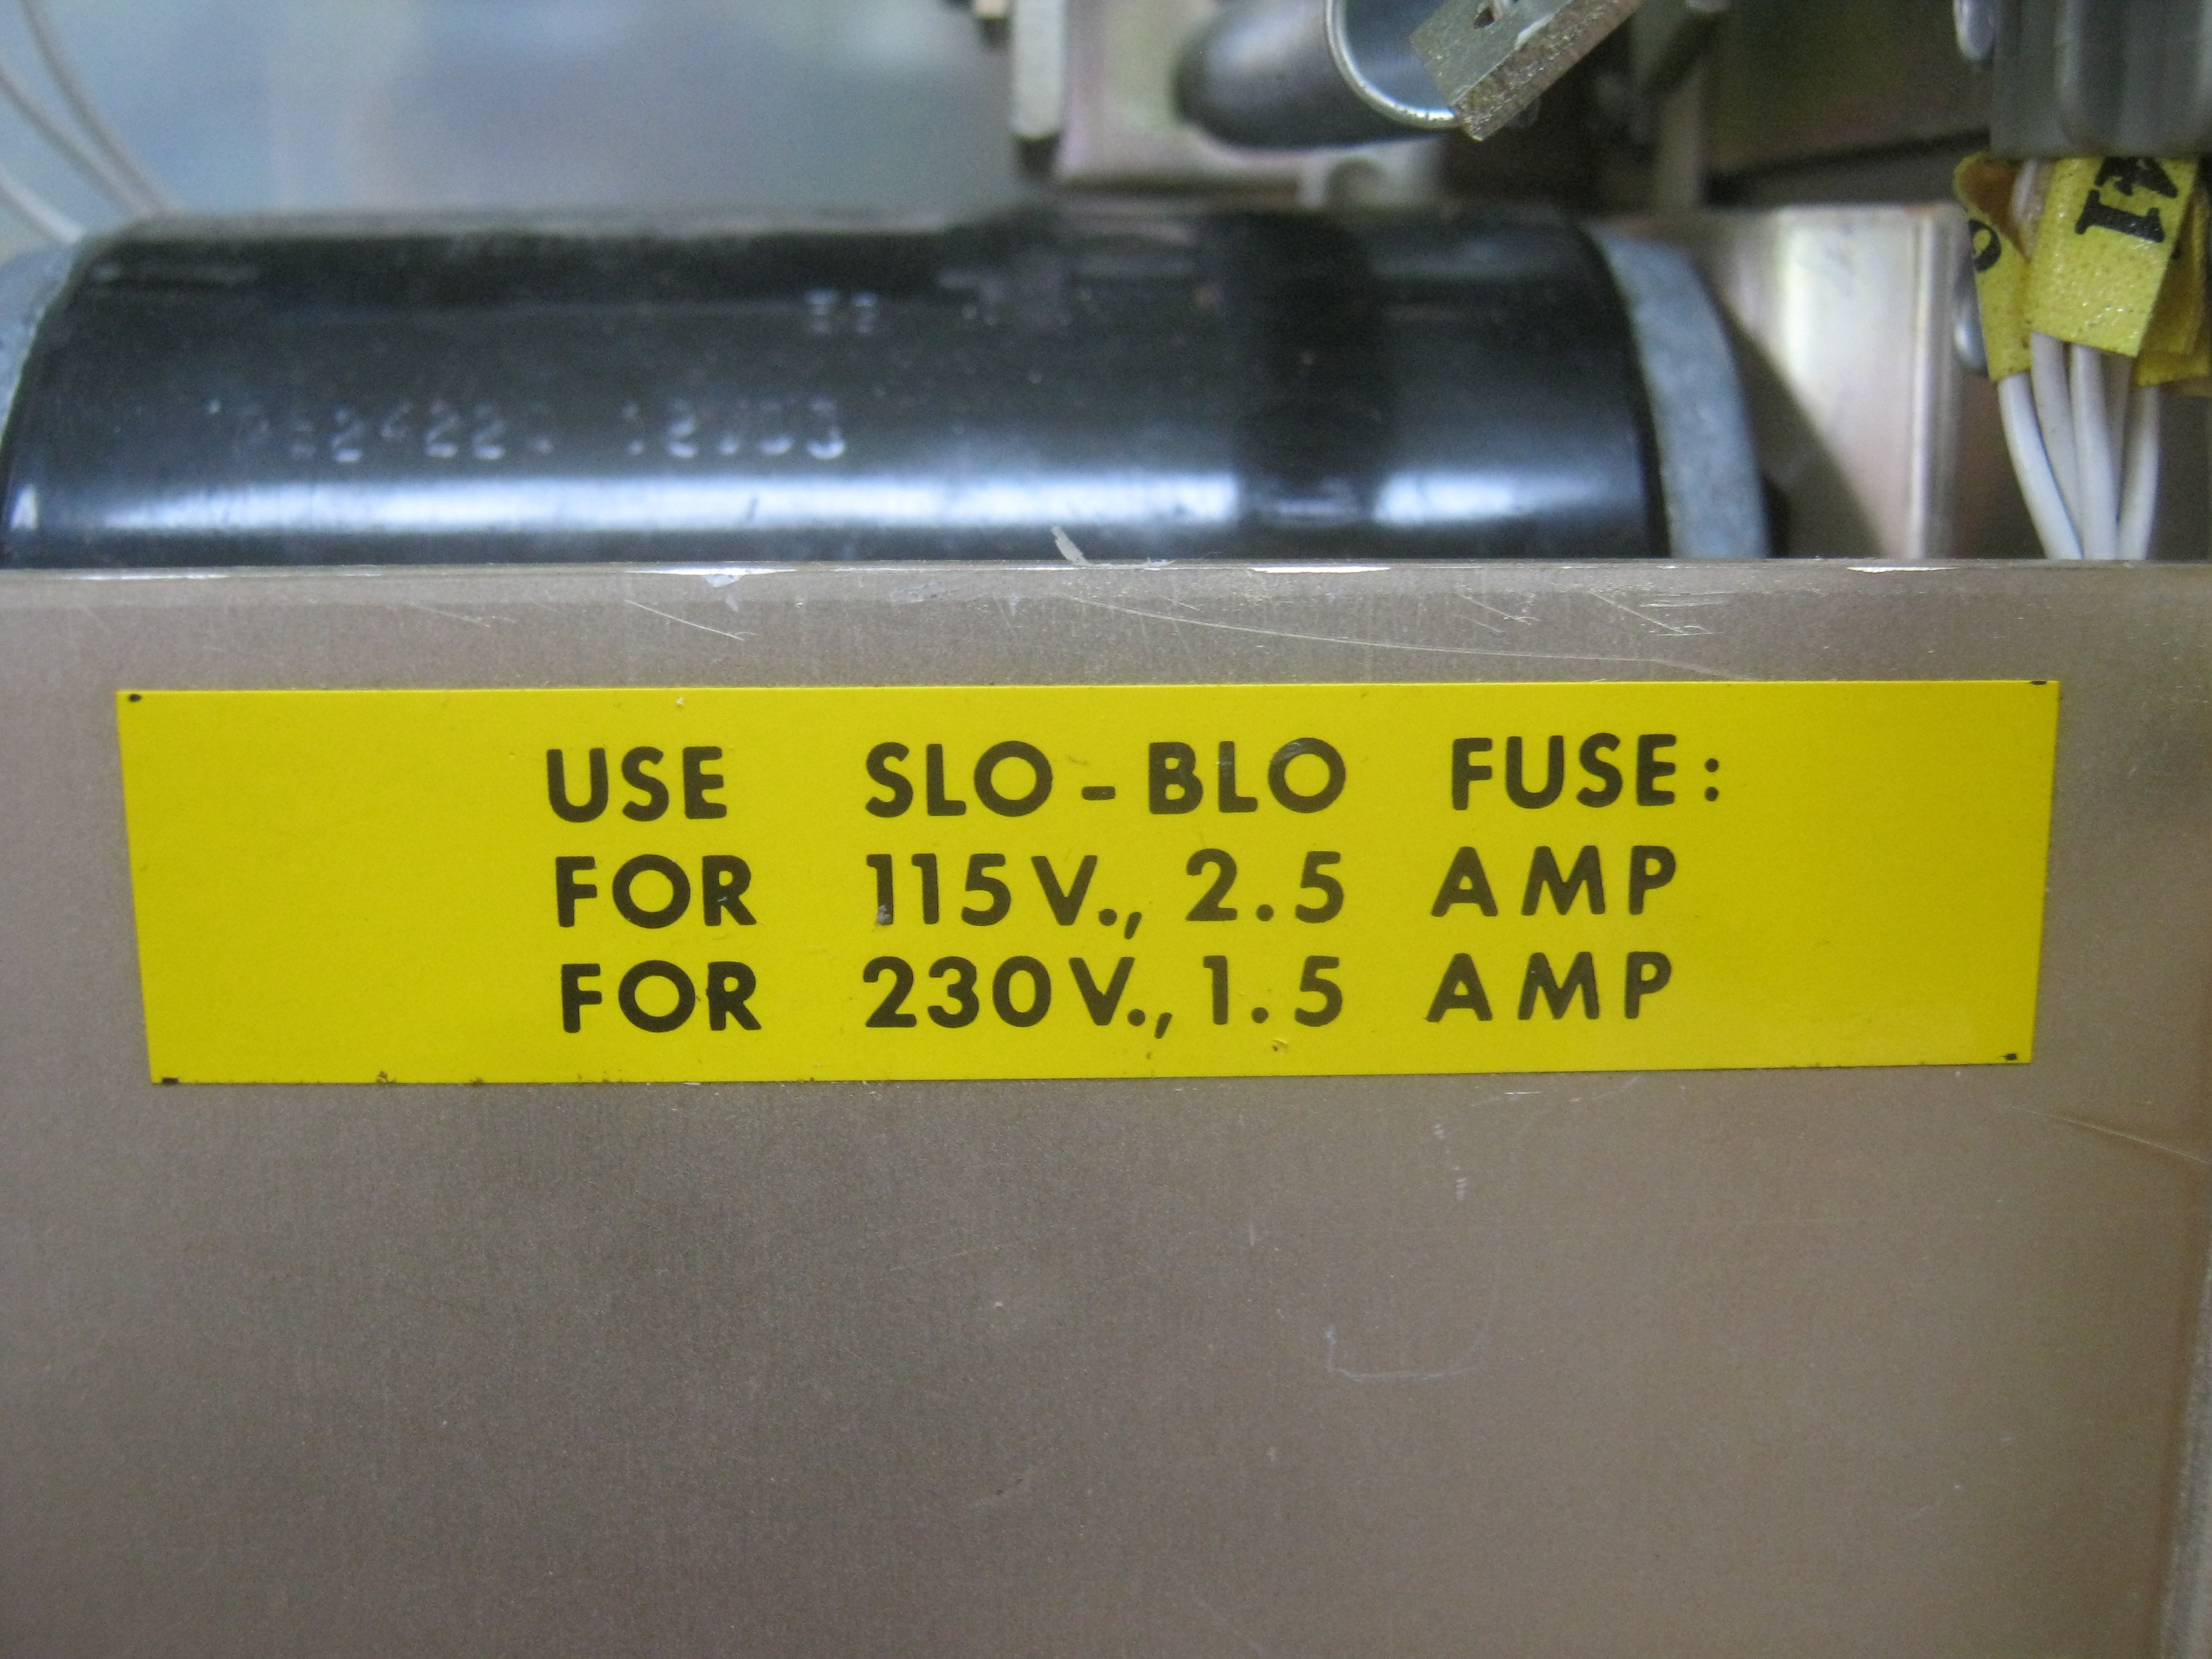 USE SLO-BLO FUSE:
FOR 115V., 2.5 AMP
FOR 230V., 1.5 AMP